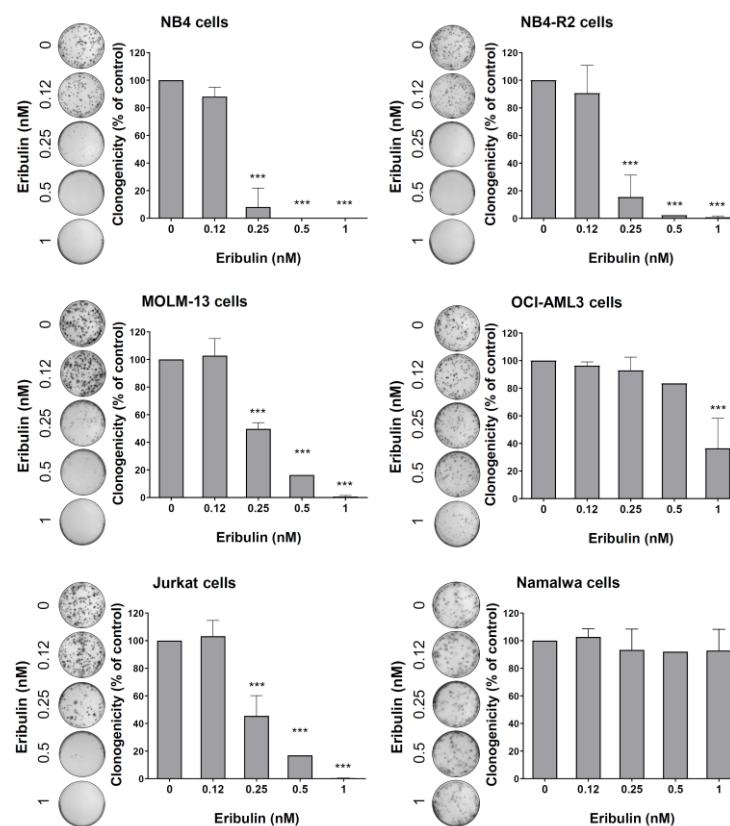 NB4 cells
Eribulin (nM)
0
0.12
0.25
0.5
1
Clonogenicity (% of control)
120
100
80
60
40
20
0
***
***
***
0 0.12 0.25 0.5 1
Eribulin (nM)
NB4-R2 cells
Eribulin (nM)
0
0.12
0.25
0.5
1
Clonogenicity (% of control)
120
100
80
60
40
20
0
***
***
***
0 0.12 0.25 0.5 1
Eribulin (nM)
MOLM-13 cells
Eribulin (nM)
0
0.12
0.25
0.5
1
Clonogenicity (% of control)
120
100
80
60
40
20
0
***
***
***
0 0.12 0.25 0.5 1
Eribulin (nM)
OCI-AML3 cells
Eribulin (nM)
0
0.12
0.25
0.5
1
Clonogenicity (% of control)
120
100
80
60
40
20
0
***
0 0.12 0.25 0.5 1
Eribulin (nM)
Jurkat cells
Eribulin (nM)
0
0.12
0.25
0.5
1
Clonogenicity (% of control)
120
100
80
60
40
20
0
***
***
***
0 0.12 0.25 0.5 1
Eribulin (nM)
Namalwa cells
Eribulin (nM)
0
0.12
0.25
0.5
1
Clonogenicity (% of control)
120
100
80
60
40
20
0
0 0.12 0.25 0.5 1
Eribulin (nM)